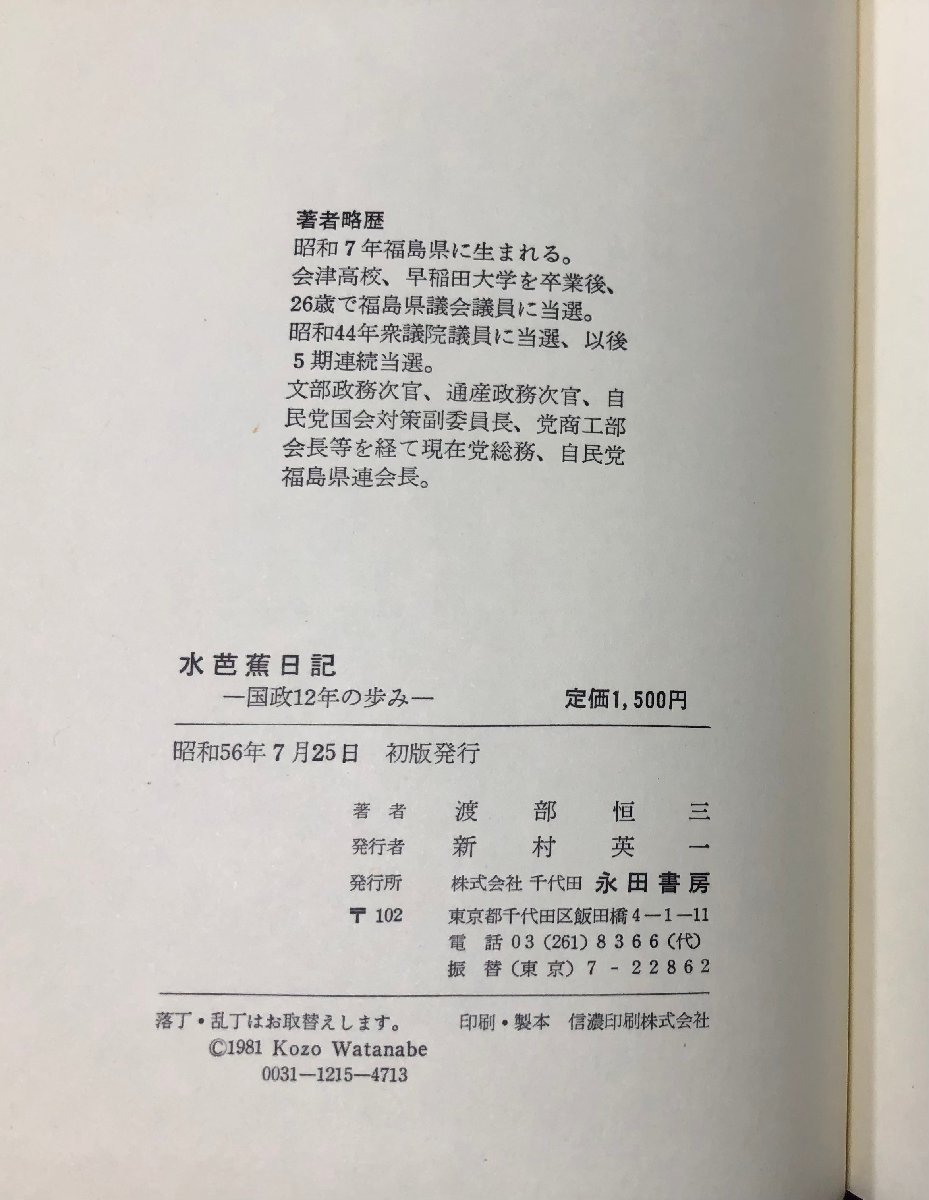 著者略歴
昭和7年福島県に生まれる。
会津高校、早稲田大学を卒業後、
26歳で福島県議会議員に当選。
昭和44年衆議院議員に当選、以後
5期連続当選。
文部政務次官、通産政務次官、自
民党国会対策副委員長、党商工部
会長等を経て現在党総務、自民党
福島県連会長。
水芭蕉日記
―国政12年の歩み― 定価1,500円
昭和56年7月25日 初版発行
著者 渡部恒三
発行者 新村英一
発行所 株式会社 千代田 永田書房
〒102 東京都千代田区飯田橋4―1―11
電話 03(261)8366(代)
振替(東京)7-22862
落丁・乱丁はお取替えします。 印刷・製本 信濃印刷株式会社
©1981 Kozo Watanabe
0031―1215―4713